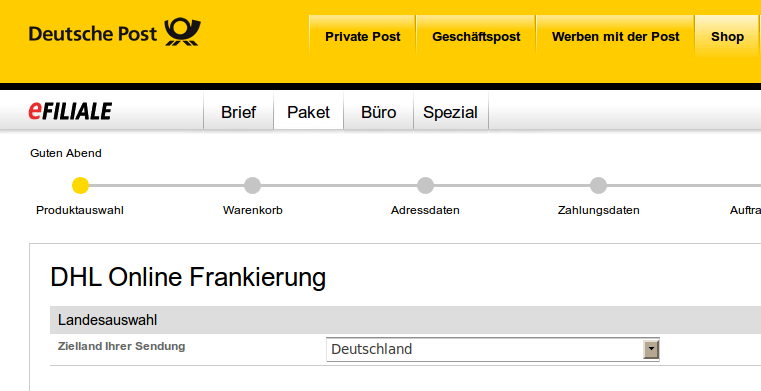 Deutsche Post
Private Post Geschäftspost Werben mit der Post Shop
eFILIALE Brief Paket Büro Spezial
Guten Abend
Produktauswahl Warenkorb Adressdaten Zahlungsdaten Auftra
DHL Online Frankierung
Landesauswahl
Zielland Ihrer Sendung Deutschland